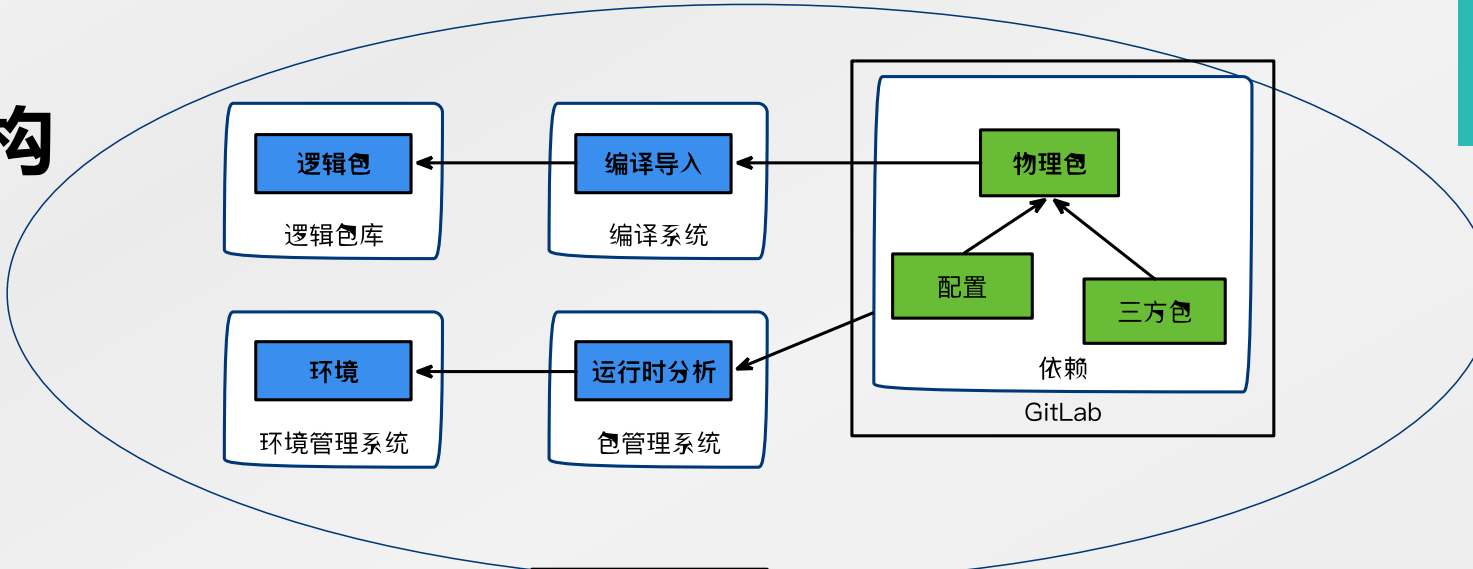 构
逻辑包
逻辑包库
编译导入
编译系统
物理包
配置
三方包
依赖
GitLab
环境
环境管理系统
运行时分析
包管理系统